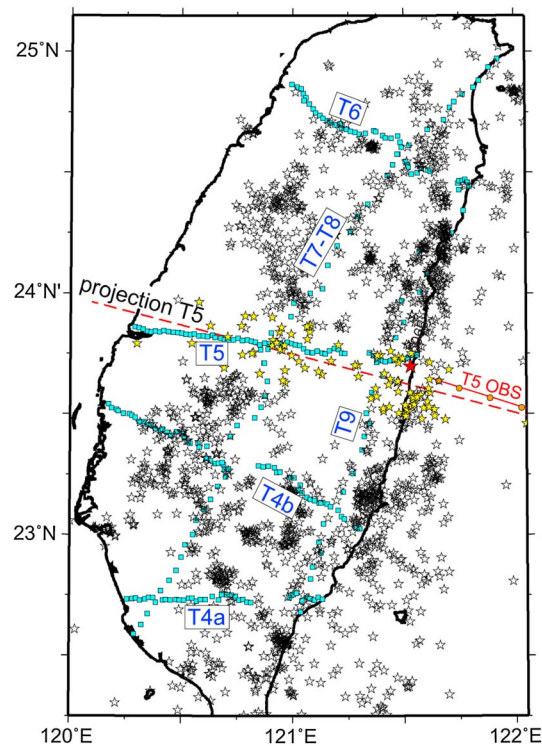 25°N
T6
T7-T8
24°N
projection T5
T5
T5 OBS
T9
T4b
23°N
T4a
120°E
121°E
122°E